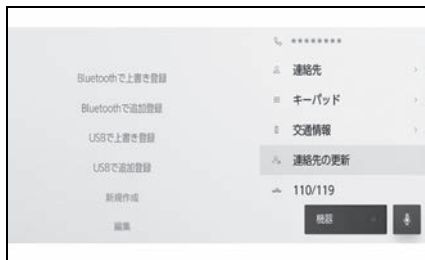 Bluetoothで上書き登録
Bluetoothで追加登録
USBで上書き登録
USBで追加登録
新規作成
編集
********
連絡先
キーパッド
交通情報
連絡先の更新
110/119
機器